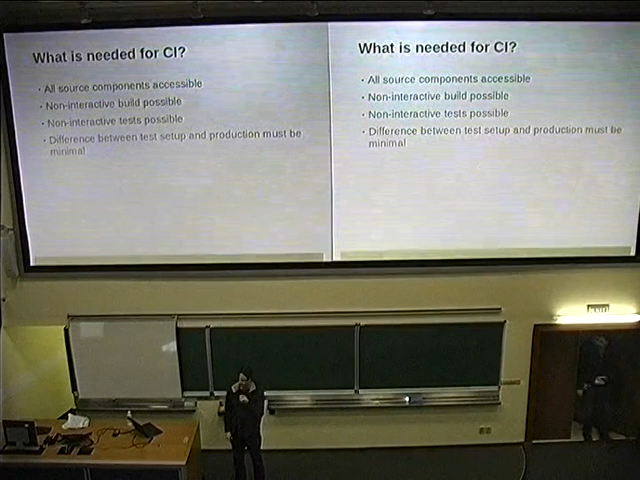 What is needed for CI?
· All source components accessible
· Non-interactive build possible
· Non-interactive tests possible
· Difference between test setup and production must be
minimal
What is needed for CI?
· All source components accessible
· Non-interactive build possible
· Non-interactive tests possible
· Difference between test setup and production must be
minimal